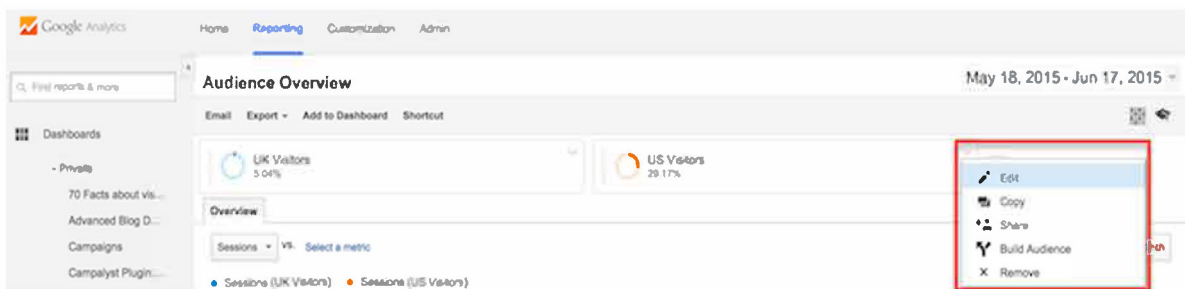 Google Analytics
Home Reporting Customization Admin
Find reports & more
Audience Overview
May 18, 2015 - Jun 17, 2015
Email Export Add to Dashboard Shortcut
Dashboards
UK Visitors
5.04%
US Visitors
29.17%
Private
70 Facts about vis...
Advanced Blog D...
Campaigns
Campalyst Plugin:...
Overview
Sessions VS. Select a metric
Sessions (UK Visitors) Sessions (US Visitors)
Edit
Copy
Share
Build Audience
Remove